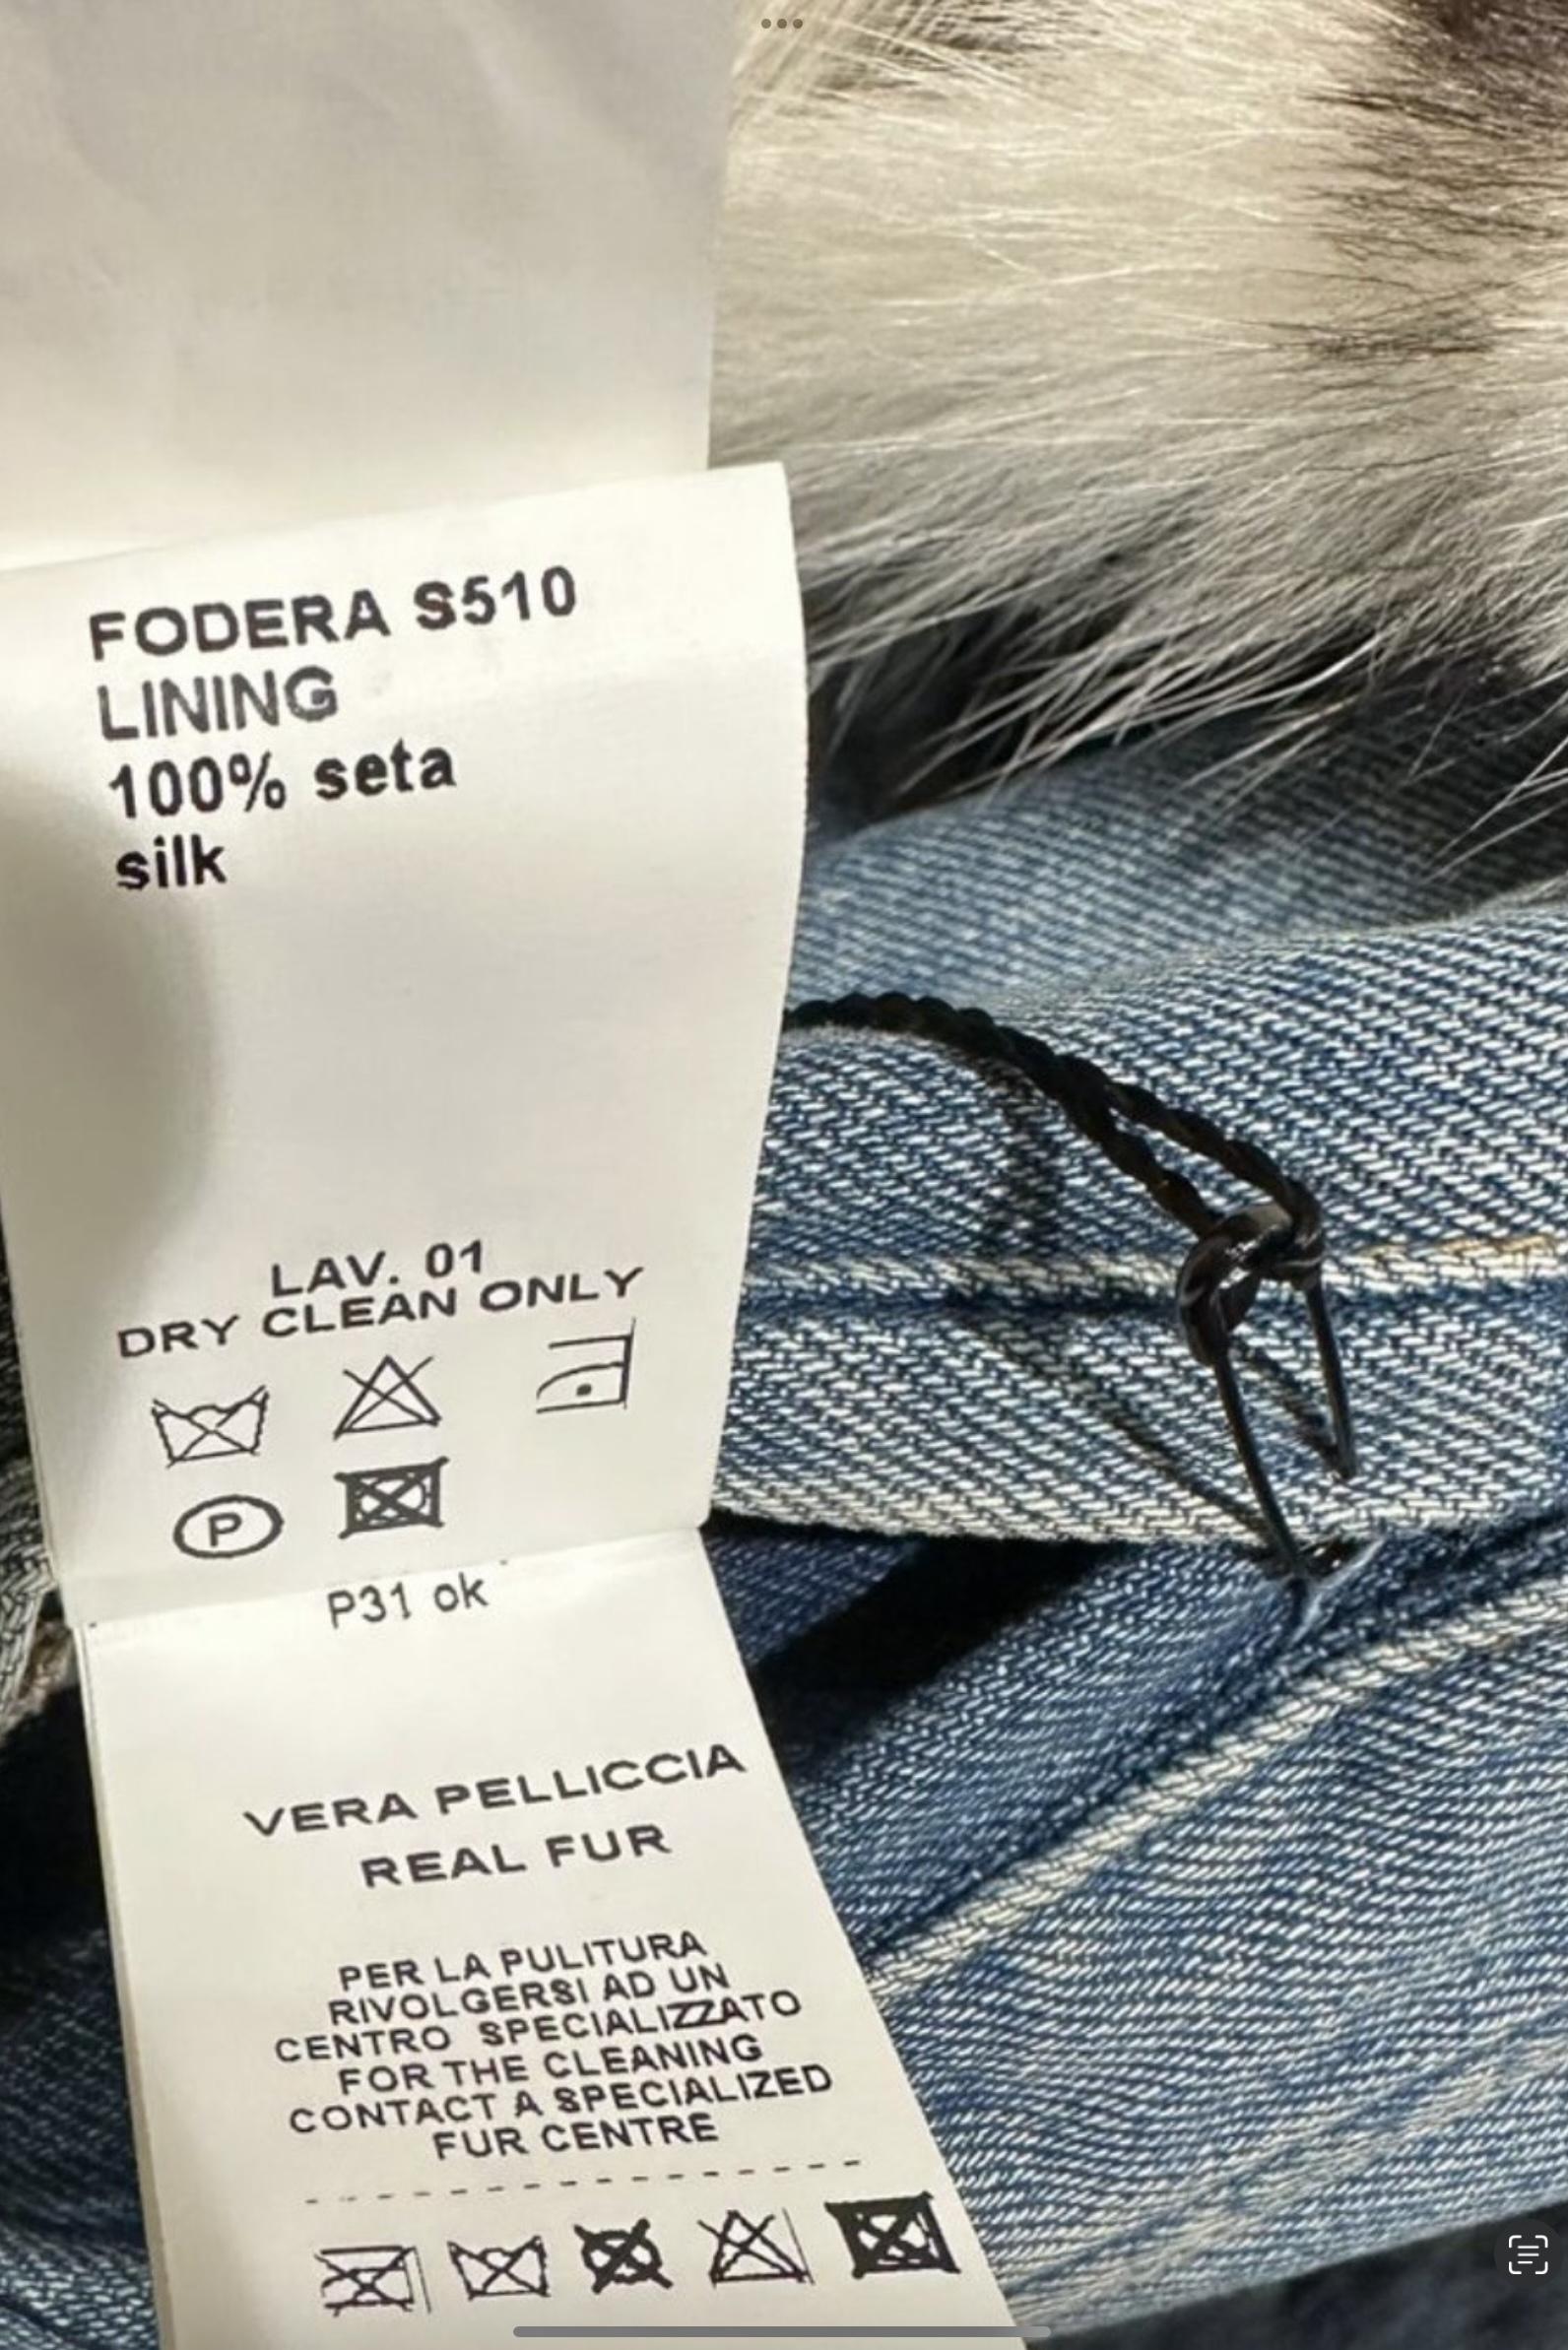 FODERA S510
LINING
100% seta
silk
LAV. 01
DRY CLEAN ONLY
P
P31 ok
VERA PELLICCIA
REAL FUR
PER LA PULITURA
RIVOLGERSI AD UN
CENTRO SPECIALIZZATO
FOR THE CLEANING
CONTACT A SPECIALIZED
FUR CENTRE